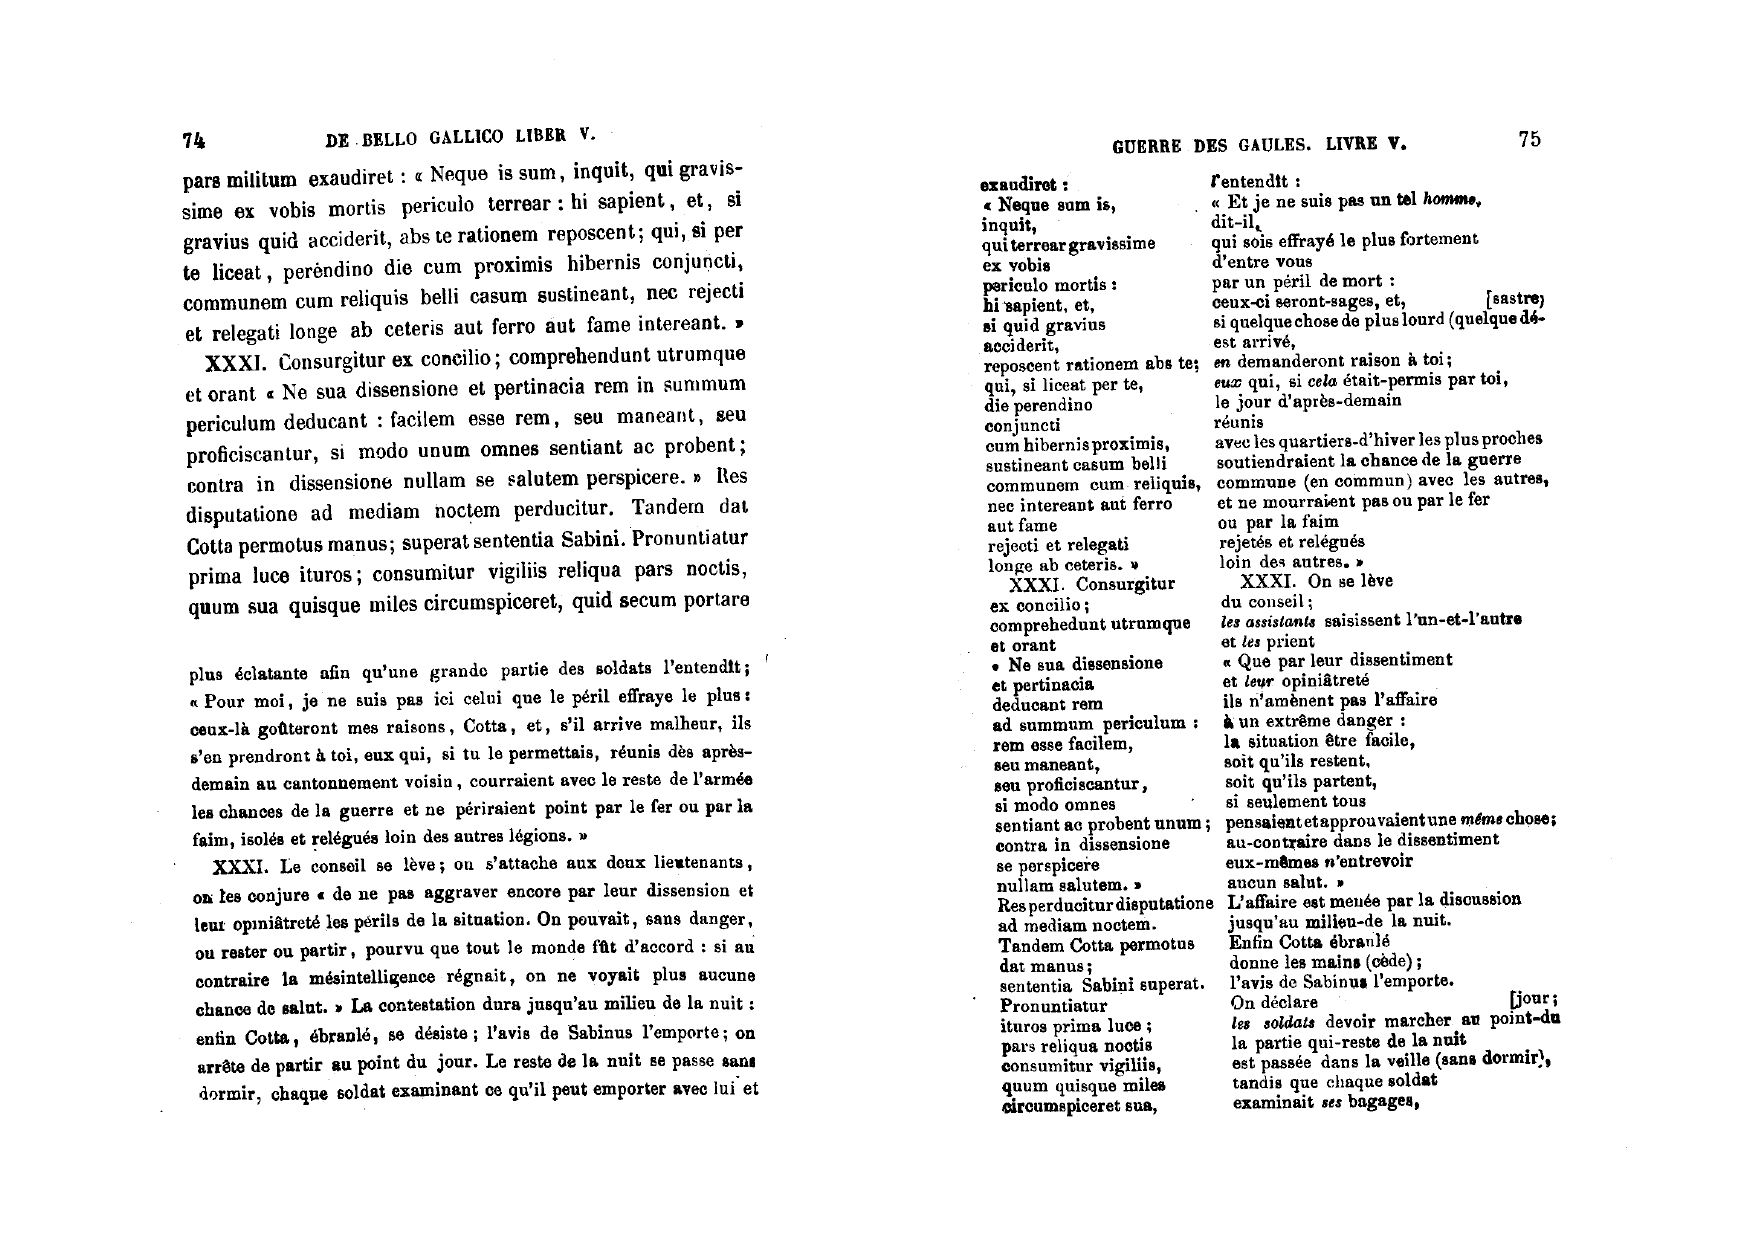 74 DE BELLO GALLICO LIBER V.
pars militum exaudiret : « Neque is sum, inquit, qui gravis-
sime ex vobis mortis periculo terrear : hi sapient, et, si
gravius quid acciderit, abs te rationem reposcent; qui, si per
te liceat, perendino die cum proximis hibernis conjuncti,
communem cum reliquis belli casum sustineant, nec rejecti
et relegati longe ab ceteris aut ferro aut fame intereant. »
XXXI. Consurgitur ex concilio; comprehendunt utrumque
et orant « Ne sua dissensione et pertinacia rem in summum
periculum deducant : facilem esse rem, seu maneant, seu
proficiscantur, si modo unum omnes sentiant ac probent;
contra in dissensione nullam se salutem perspicere. » Res
disputatione ad mediam noctem perducitur. Tandem dat
Cotta permotus manus; superat sententia Sabini. Pronuntiatur
prima luce ituros; consumitur vigiliis reliqua pars noctis,
quum sua quisque miles circumspiceret, quid secum portare
plus éclatante afin qu'une grande partie des soldats l'entendît;
« Pour moi, je ne suis pas ici celui que le péril effraye le plus:
ceux-là goûteront mes raisons, Cotta, et, s'il arrive malheur, ils
s'en prendront à toi, eux qui, si tu le permettais, réunis dès après-
demain au cantonnement voisin, courraient avec le reste de l'armée
les chances de la guerre et ne périraient point par le fer ou par la
faim, isolés et relégués loin des autres légions. »
XXXI. Le conseil se lève; on s'attache aux deux lieutenants,
on les conjure « de ne pas aggraver encore par leur dissension et
leur opiniâtreté les périls de la situation. On pouvait, sans danger,
ou rester ou partir, pourvu que tout le monde fût d'accord : si au
contraire la mésintelligence régnait, on ne voyait plus aucune
chance de salut. » La contestation dura jusqu'au milieu de la nuit :
enfin Cotta, ébranlé, se désiste; l'avis de Sabinus l'emporte; on
arrête de partir au point du jour. Le reste de la nuit se passe sans
dormir, chaque soldat examinant ce qu'il peut emporter avec lui et
GUERRE DES GAULES. LIVRE V. 75
exaudiret :
« Neque sum is,
inquit,
qui terrear gravissime
ex vobis
periculo mortis :
hi sapient, et,
si quid gravius
acciderit,
reposcent rationem abs te;
qui, si liceat per te,
die perendino
conjuncti
cum hibernis proximis,
sustineant casum belli
communem cum reliquis,
nec intereant aut ferro
aut fame
rejecti et relegati
longe ab ceteris. »
XXXI. Consurgitur
ex concilio;
comprehedunt utrumque
et orant
« Ne sua dissensione
et pertinacia
deducant rem
ad summum periculum :
rem esse facilem,
seu maneant,
seu proficiscantur,
si modo omnes
sentiant ac probent unum;
contra in dissensione
se perspicere
nullam salutem. »
Res perducitur disputatione
ad mediam noctem.
Tandem Cotta permotus
dat manus;
sententia Sabini superat.
Pronuntiatur
ituros prima luce;
pars reliqua noctis
consumitur vigiliis,
quum quisque miles
circumspiceret sua,
l'entendît :
« Et je ne suis pas un tel homme,
dit-il,
qui sois effrayé le plus fortement
d'entre vous
par un péril de mort :
ceux-ci seront-sages, et, [sastre)
si quelque chose de plus lourd (quelque dé-
est arrivé,
en demanderont raison à toi;
eux qui, si cela était-permis par toi,
le jour d'après-demain
réunis
avec les quartiers-d'hiver les plus proches
soutiendraient la chance de la guerre
commune (en commun) avec les autres,
et ne mourraient pas ou par le fer
ou par la faim
rejetés et relégués
loin des autres. »
XXXI. On se lève
du conseil;
les assistants saisissent l'un-et-l'autre
et les prient
« Que par leur dissentiment
et leur opiniâtreté
ils n'amènent pas l'affaire
à un extrême danger :
la situation être facile,
soit qu'ils restent,
soit qu'ils partent,
si seulement tous
pensaient et approuvaient une même chose;
au-contraire dans le dissentiment
eux-mêmes n'entrevoir
aucun salut. »
L'affaire est menée par la discussion
jusqu'au milieu-de la nuit.
Enfin Cotta ébranlé
donne les mains (cède);
l'avis de Sabinus l'emporte.
On déclare [jour;
les soldats devoir marcher au point-du
la partie qui-reste de la nuit
est passée dans la veille (sans dormir),
tandis que chaque soldat
examinait ses bagages,